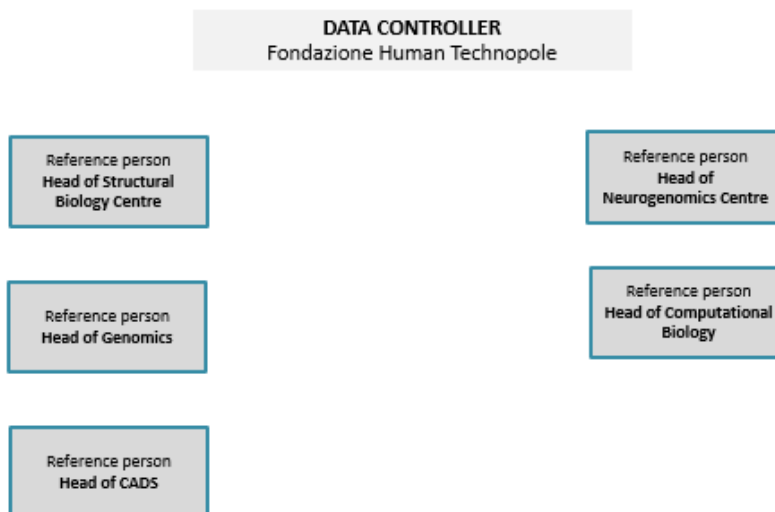 DATA CONTROLLER
Fondazione Human Technopole
Reference person
Head of Structural
Biology Centre
Reference person
Head of
Neurogenomics Centre
Reference person
Head of Genomics
Reference person
Head of Computational
Biology
Reference person
Head of CADS